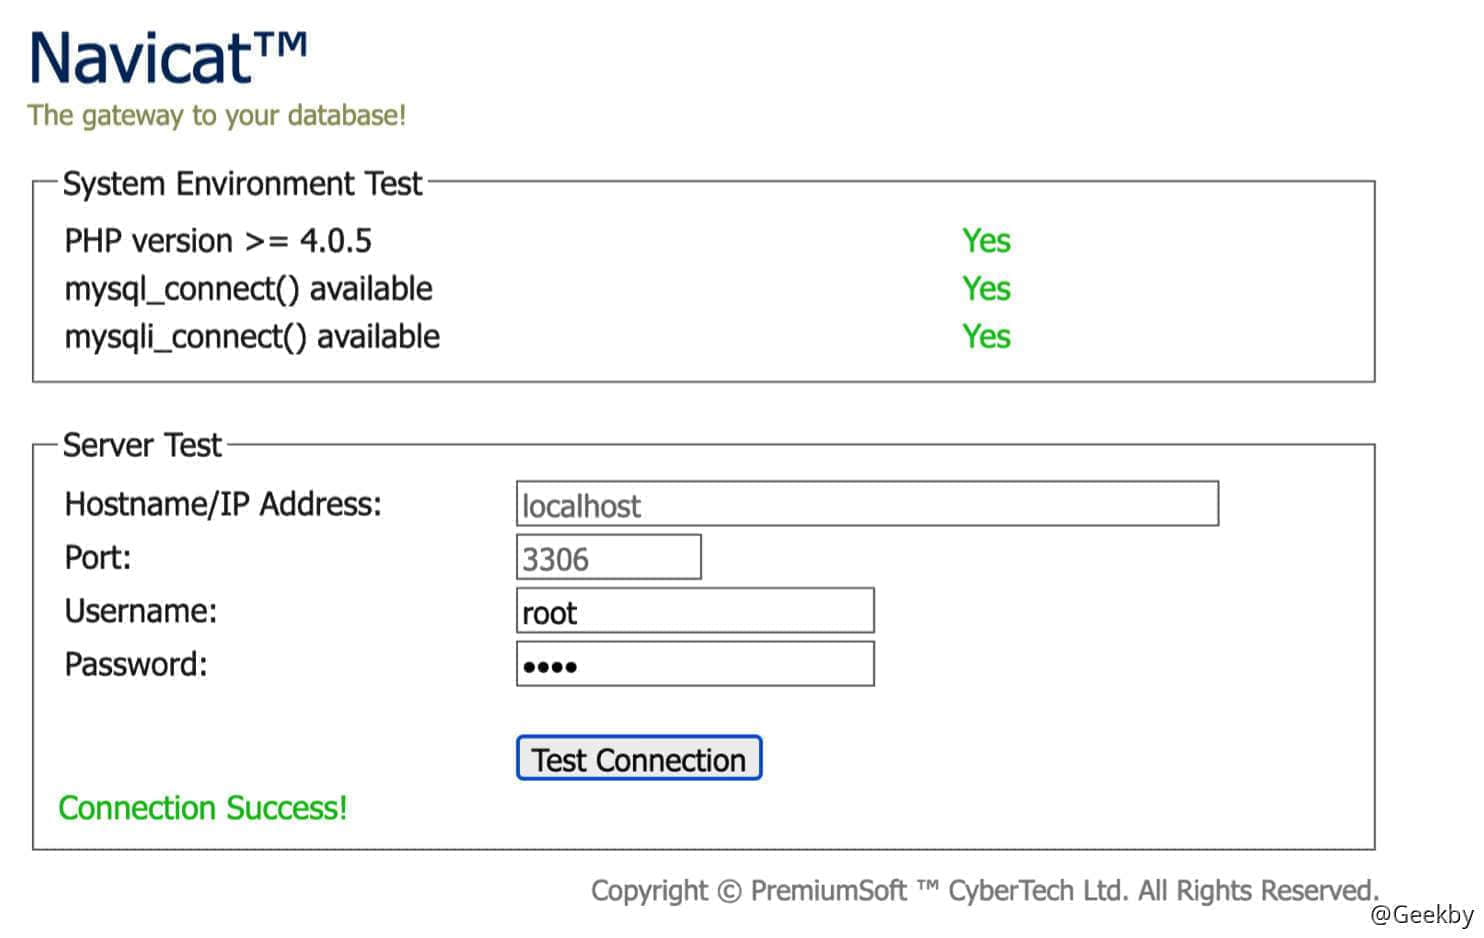 Navicat™
The gateway to your database!
System Environment Test
PHP version >= 4.0.5 Yes
mysql_connect() available Yes
mysqli_connect() available Yes
Server Test
Hostname/IP Address: localhost
Port: 3306
Username: root
Password: ••••
Test Connection
Connection Success!
Copyright © PremiumSoft ™ CyberTech Ltd. All Rights Reserved.
@Geekby